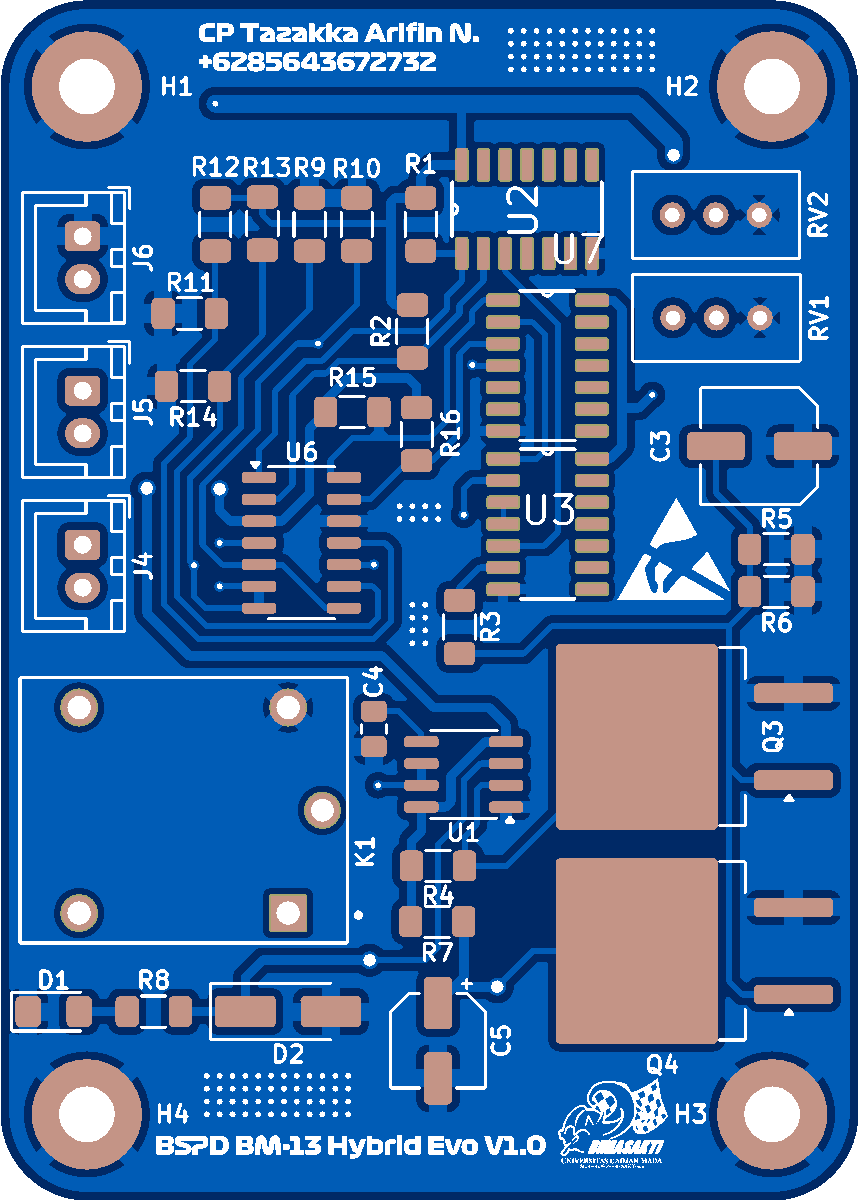 CP Tazakka Arifin N.
+6285643672732
H1
H2
R12
R13
R9
R10
R1
U2
U7
RV2
J6
R11
R2
RV1
J5
R14
R15
R16
C3
U6
U3
J4
R5
R6
R3
C4
Q3
U1
K1
R4
R7
D1
R8
D2
+
C5
Q4
H4
H3
BSPD BM-13 Hybrid Evo V1.0
BIMASAKTI
UNIVERSITAS GADJAH MADA